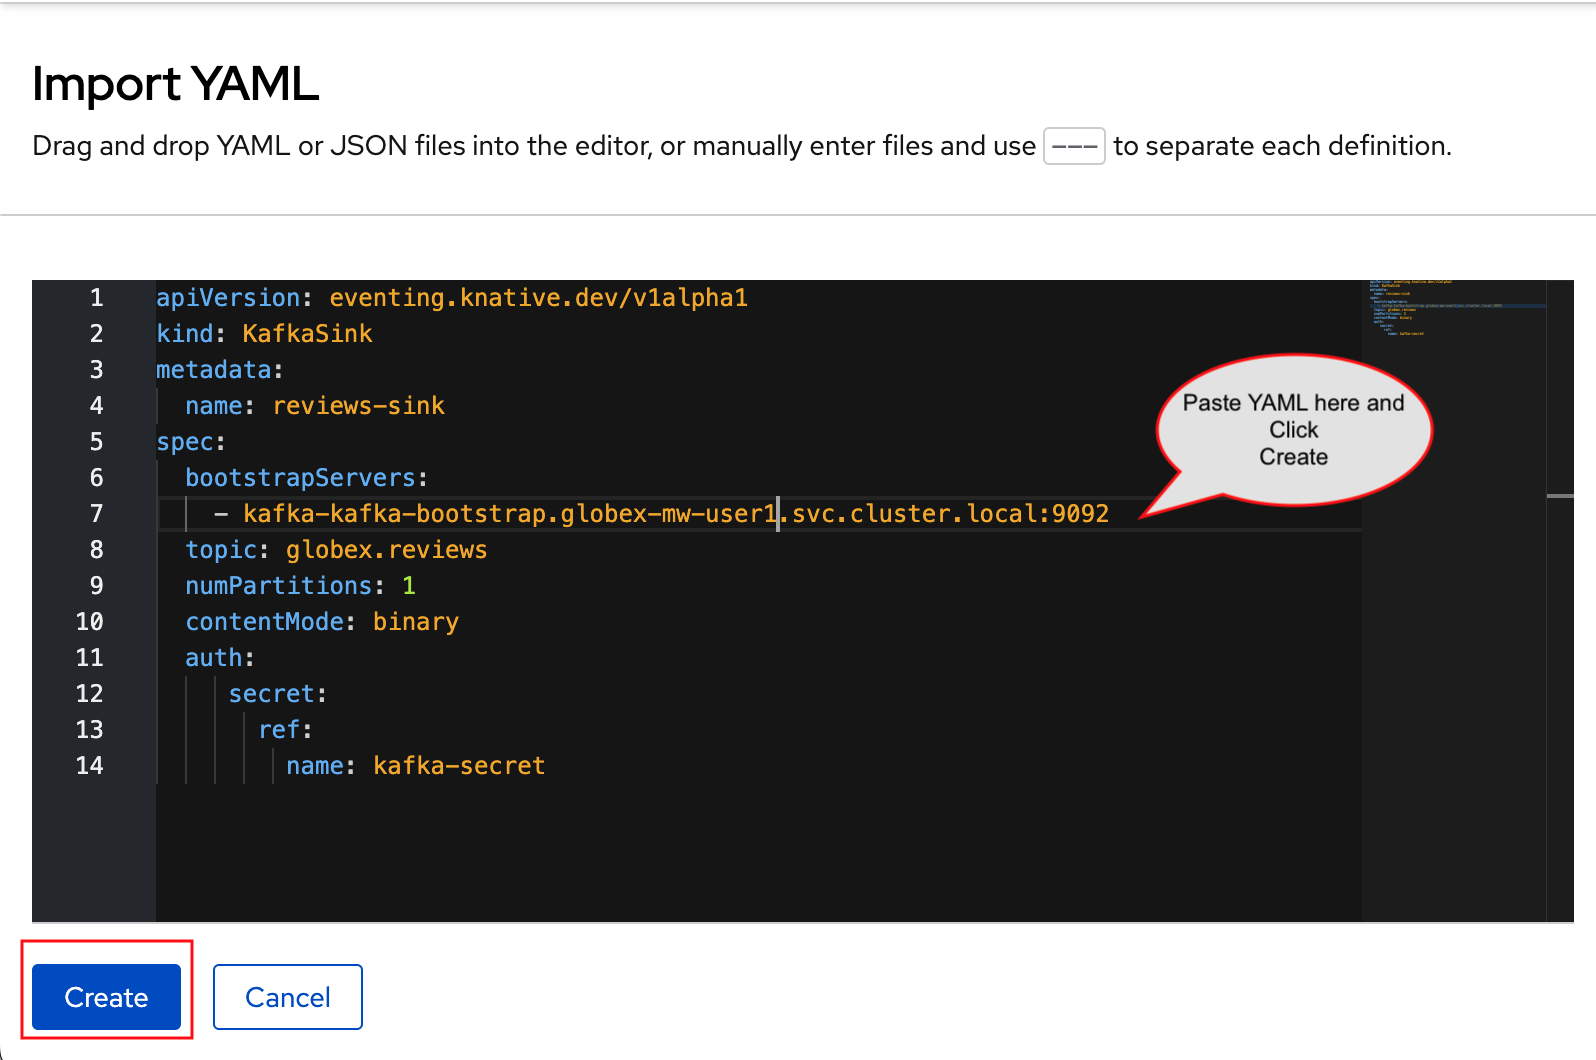 Import YAML
Drag and drop YAML or JSON files into the editor, or manually enter files and use --- to separate each definition.
1 apiVersion: eventing.knative.dev/v1alpha1
2 kind: KafkaSink
3 metadata:
4   name: reviews-sink
5 spec:
6   bootstrapServers:
7     - kafka-kafka-bootstrap.globex-mw-user1.svc.cluster.local:9092
8   topic: globex.reviews
9   numPartitions: 1
10   contentMode: binary
11   auth:
12      secret:
13        ref:
14          name: kafka-secret
Paste YAML here and
Click
Create
Create Cancel